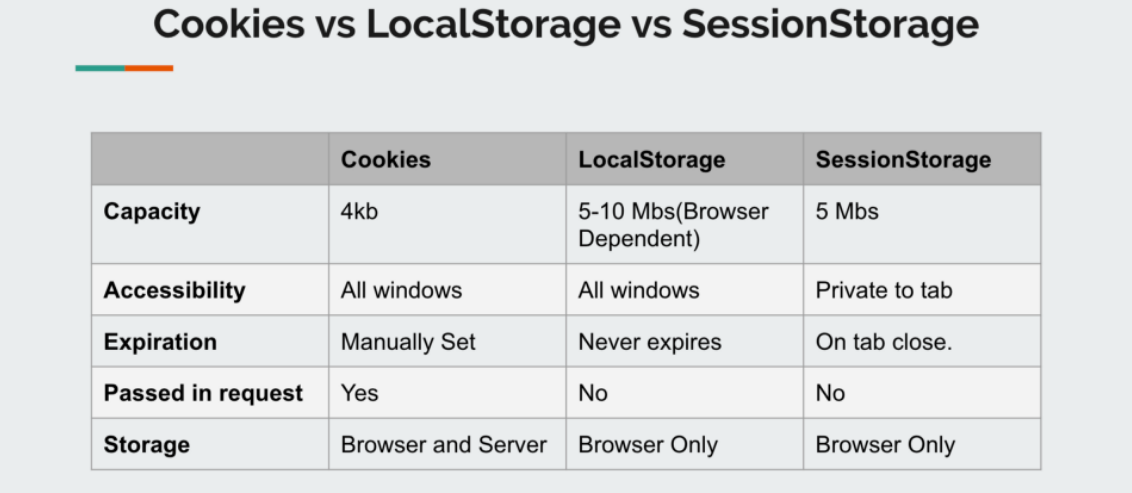 Cookies vs LocalStorage vs SessionStorage
Cookies LocalStorage SessionStorage
Capacity 4kb 5-10 Mbs(Browser Dependent) 5 Mbs
Accessibility All windows All windows Private to tab
Expiration Manually Set Never expires On tab close.
Passed in request Yes No No
Storage Browser and Server Browser Only Browser Only